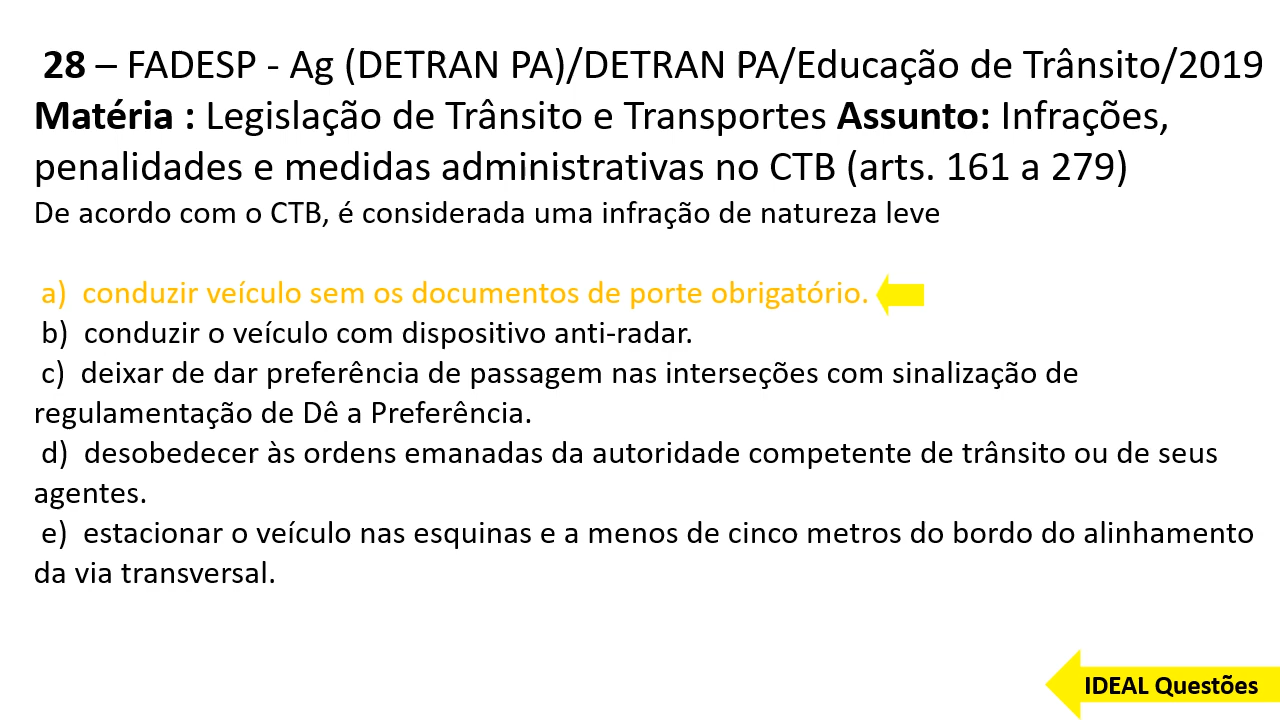 28 – FADESP - Ag (DETRAN PA)/DETRAN PA/Educação de Trânsito/2019
Matéria : Legislação de Trânsito e Transportes Assunto: Infrações,
penalidades e medidas administrativas no CTB (arts. 161 a 279)
De acordo com o CTB, é considerada uma infração de natureza leve
a) conduzir veículo sem os documentos de porte obrigatório.
b) conduzir o veículo com dispositivo anti-radar.
c) deixar de dar preferência de passagem nas interseções com sinalização de
regulamentação de Dê a Preferência.
d) desobedecer às ordens emanadas da autoridade competente de trânsito ou de seus
agentes.
e) estacionar o veículo nas esquinas e a menos de cinco metros do bordo do alinhamento
da via transversal.
IDEAL Questões